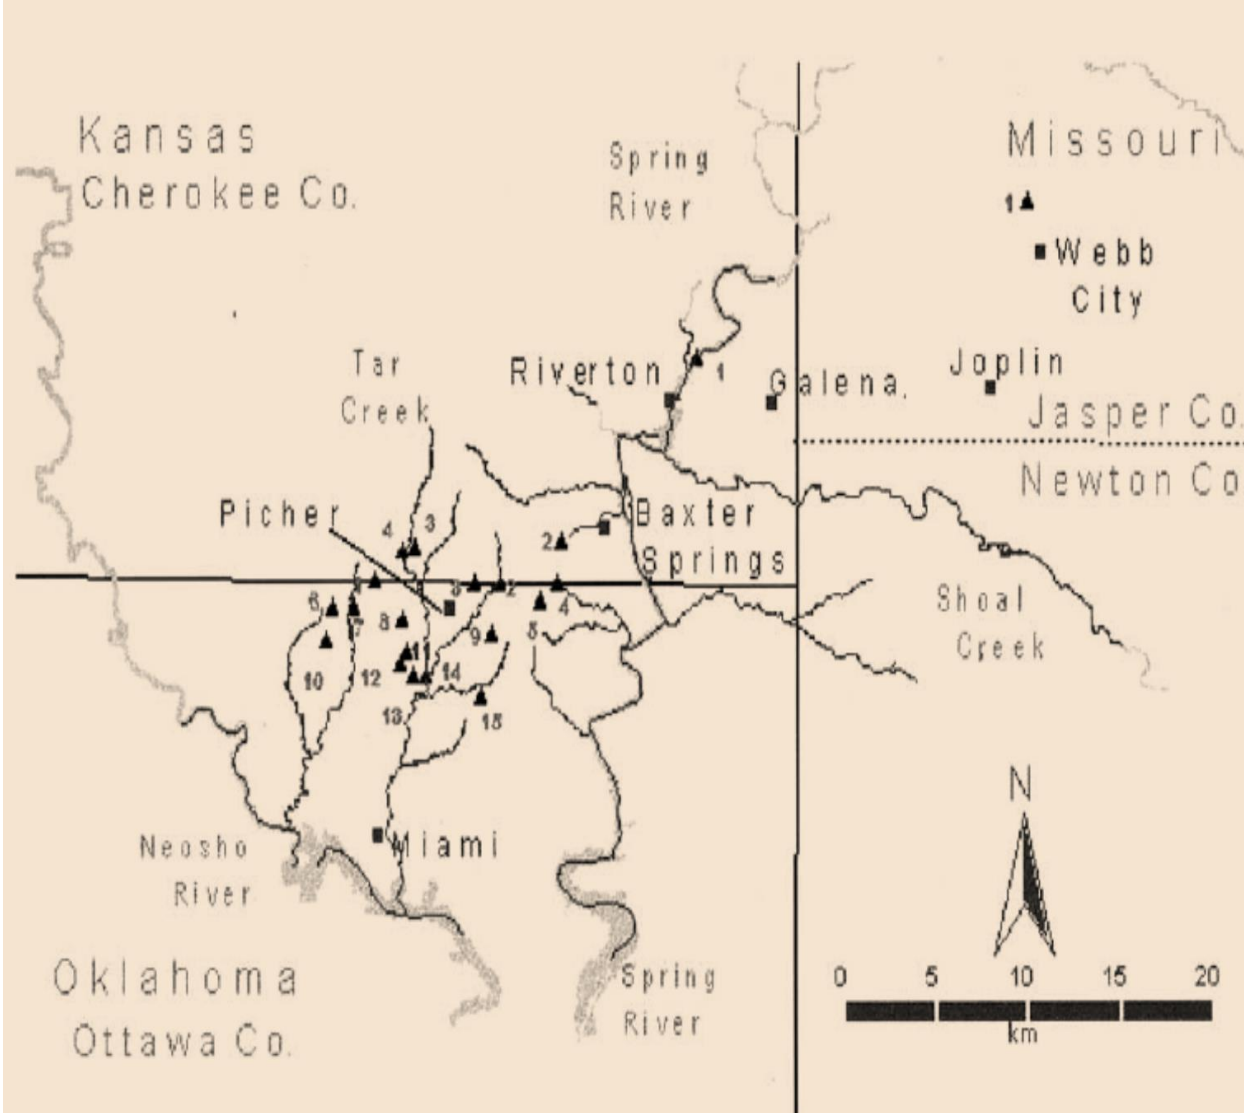 Kansas
Cherokee Co.
Spring
River
Missouri
1
Webb
City
Tar
Creek
Riverton
1
Galena.
Joplin
Jasper Co.
Newton Co
Picher
4
3
2
Baxter
Springs
3
2
4
6
7
8
9
5
Shoal
Creek
10
12
11
14
13
15
N
Neosho
River
Miami
Oklahoma
Ottawa Co.
Spring
River
0 5 10 15 20
km